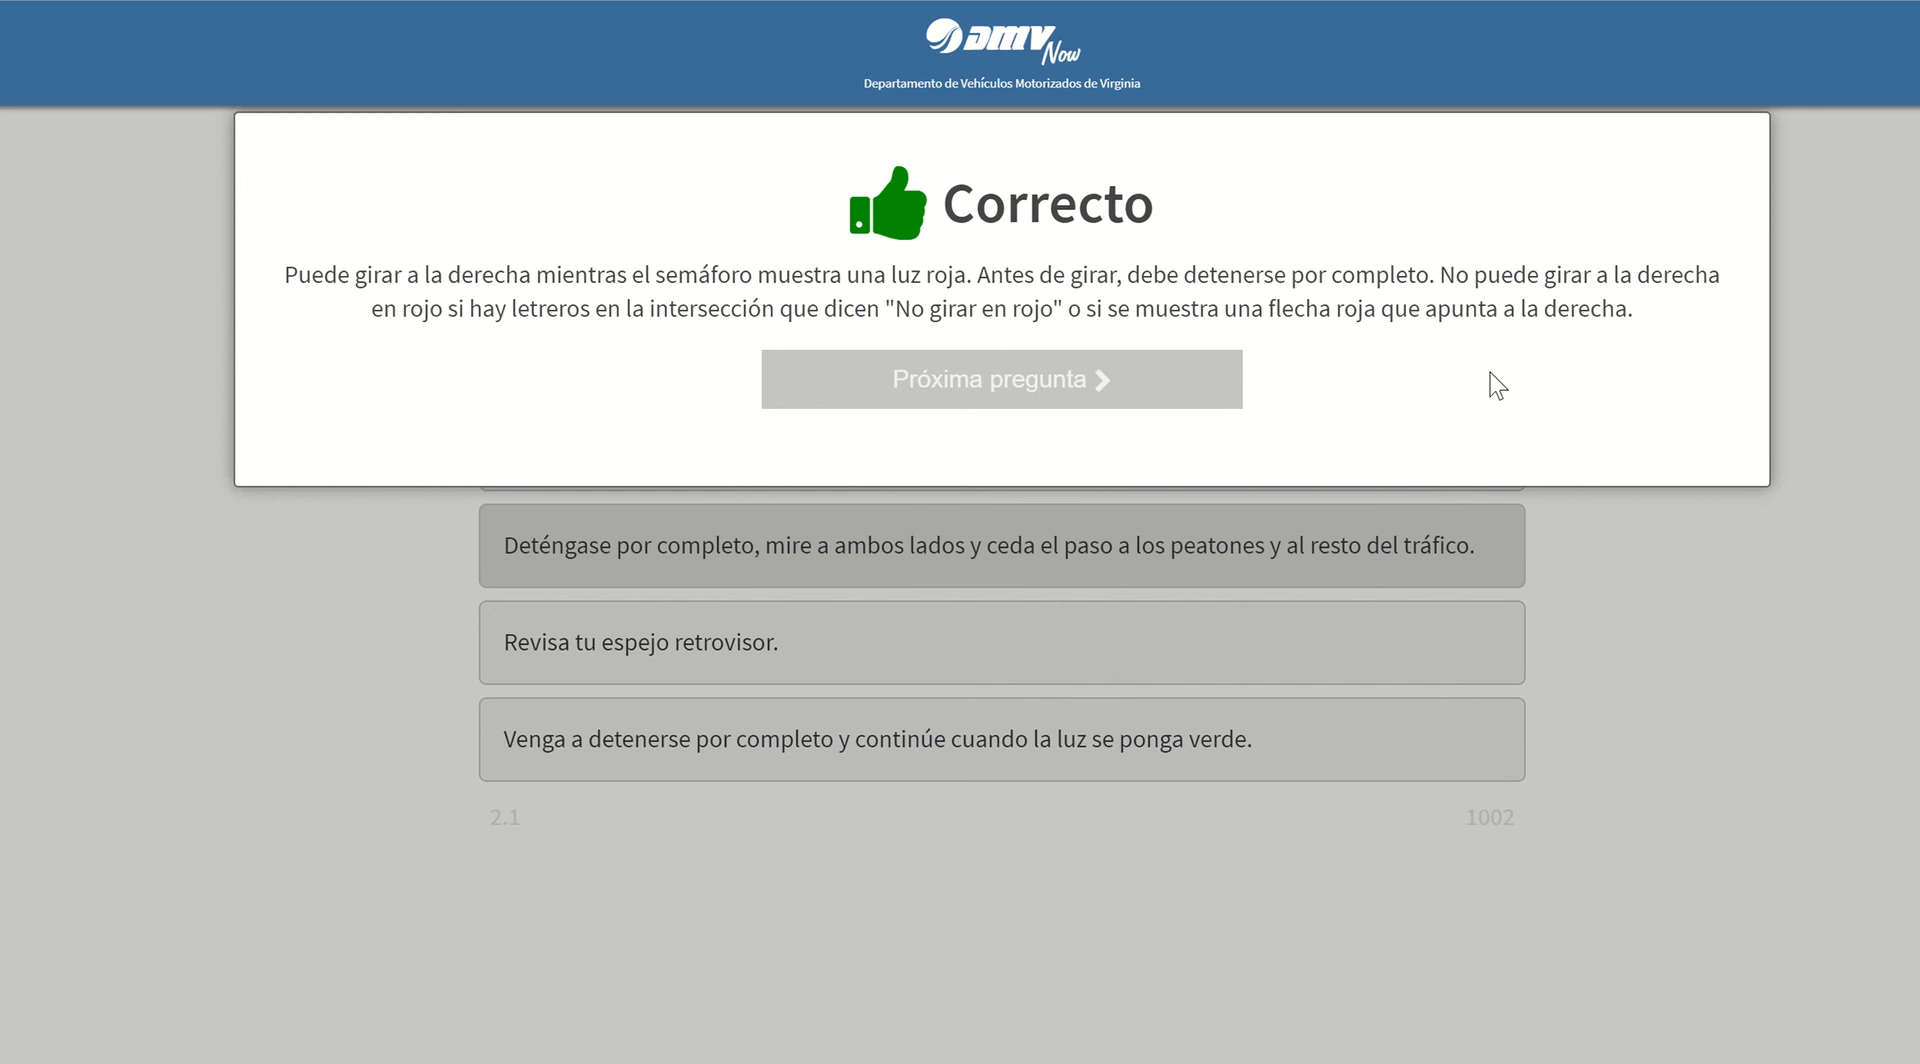 DMV Now
Departamento de Vehículos Motorizados de Virginia
Correcto
Puede girar a la derecha mientras el semáforo muestra una luz roja. Antes de girar, debe detenerse por completo. No puede girar a la derecha
en rojo si hay letreros en la intersección que dicen "No girar en rojo" o si se muestra una flecha roja que apunta a la derecha.
Próxima pregunta
Deténgase por completo, mire a ambos lados y ceda el paso a los peatones y al resto del tráfico.
Revisa tu espejo retrovisor.
Venga a detenerse por completo y continúe cuando la luz se ponga verde.
2.1
1002